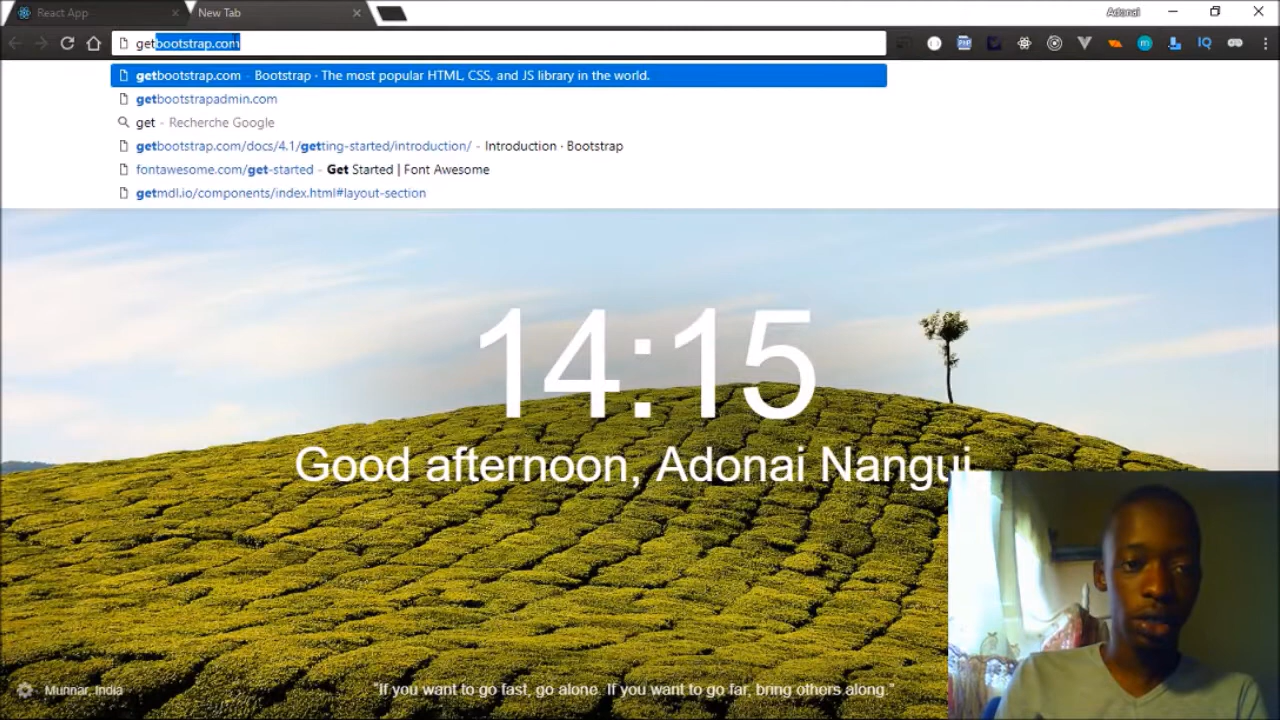 React App
New Tab
Adonai
getbootstrap.com
getbootstrap.com - Bootstrap · The most popular HTML, CSS, and JS library in the world.
getbootstrapadmin.com
get - Recherche Google
getbootstrap.com/docs/4.1/getting-started/introduction/ - Introduction · Bootstrap
fontawesome.com/get-started - Get Started | Font Awesome
getmdl.io/components/index.html#layout-section
14:15
Good afternoon, Adonai Nangui
Munnar, India
"If you want to go fast, go alone. If you want to go far, bring others along."